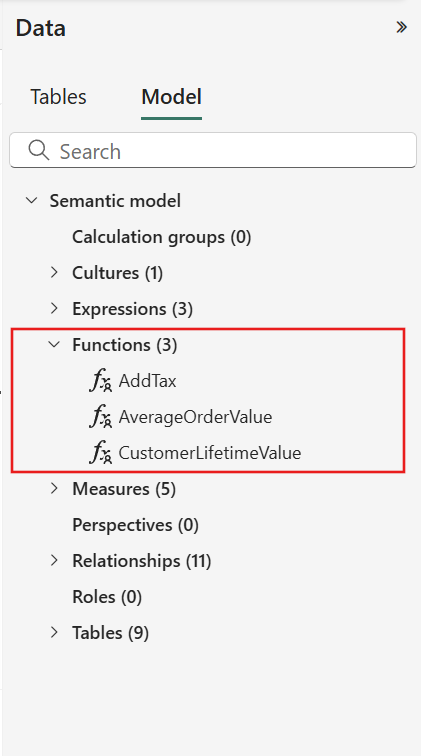 Data
Tables Model
Search
Semantic model
Calculation groups (0)
Cultures (1)
Expressions (3)
Functions (3)
AddTax
AverageOrderValue
CustomerLifetimeValue
Measures (5)
Perspectives (0)
Relationships (11)
Roles (0)
Tables (9)